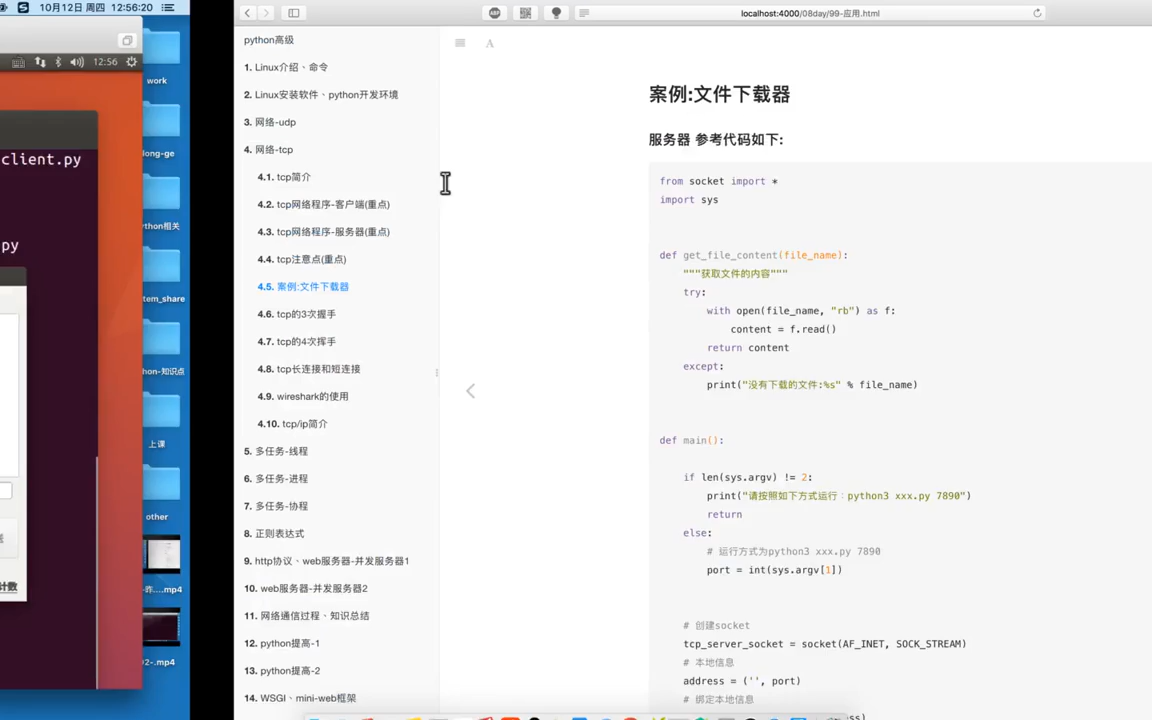 10月12日 周四 12:56:20
12:56
client.py
py
计数
work
long-ge
thon相关
tem_share
hon-知识点
上课
other
-昨....mp4
02-.mp4
localhost:4000/08day/99-应用.html
python高级
1. Linux介绍、命令
2. Linux安装软件、python开发环境
3. 网络-udp
4. 网络-tcp
4.1. tcp简介
4.2. tcp网络程序-客户端(重点)
4.3. tcp网络程序-服务器(重点)
4.4. tcp注意点(重点)
4.5. 案例:文件下载器
4.6. tcp的3次握手
4.7. tcp的4次挥手
4.8. tcp长连接和短连接
4.9. wireshark的使用
4.10. tcp/ip简介
5. 多任务-线程
6. 多任务-进程
7. 多任务-协程
8. 正则表达式
9. http协议、web服务器-并发服务器1
10. web服务器-并发服务器2
11. 网络通信过程、知识总结
12. python提高-1
13. python提高-2
14. WSGI、mini-web框架
A
案例:文件下载器
服务器 参考代码如下:
from socket import *
import sys
def get_file_content(file_name):
"""获取文件的内容"""
try:
with open(file_name, "rb") as f:
content = f.read()
return content
except:
print("没有下载的文件:%s" % file_name)
def main():
if len(sys.argv) != 2:
print("请按照如下方式运行：python3 xxx.py 7890")
return
else:
# 运行方式为python3 xxx.py 7890
port = int(sys.argv[1])
# 创建socket
tcp_server_socket = socket(AF_INET, SOCK_STREAM)
# 本地信息
address = ('', port)
# 绑定本地信息